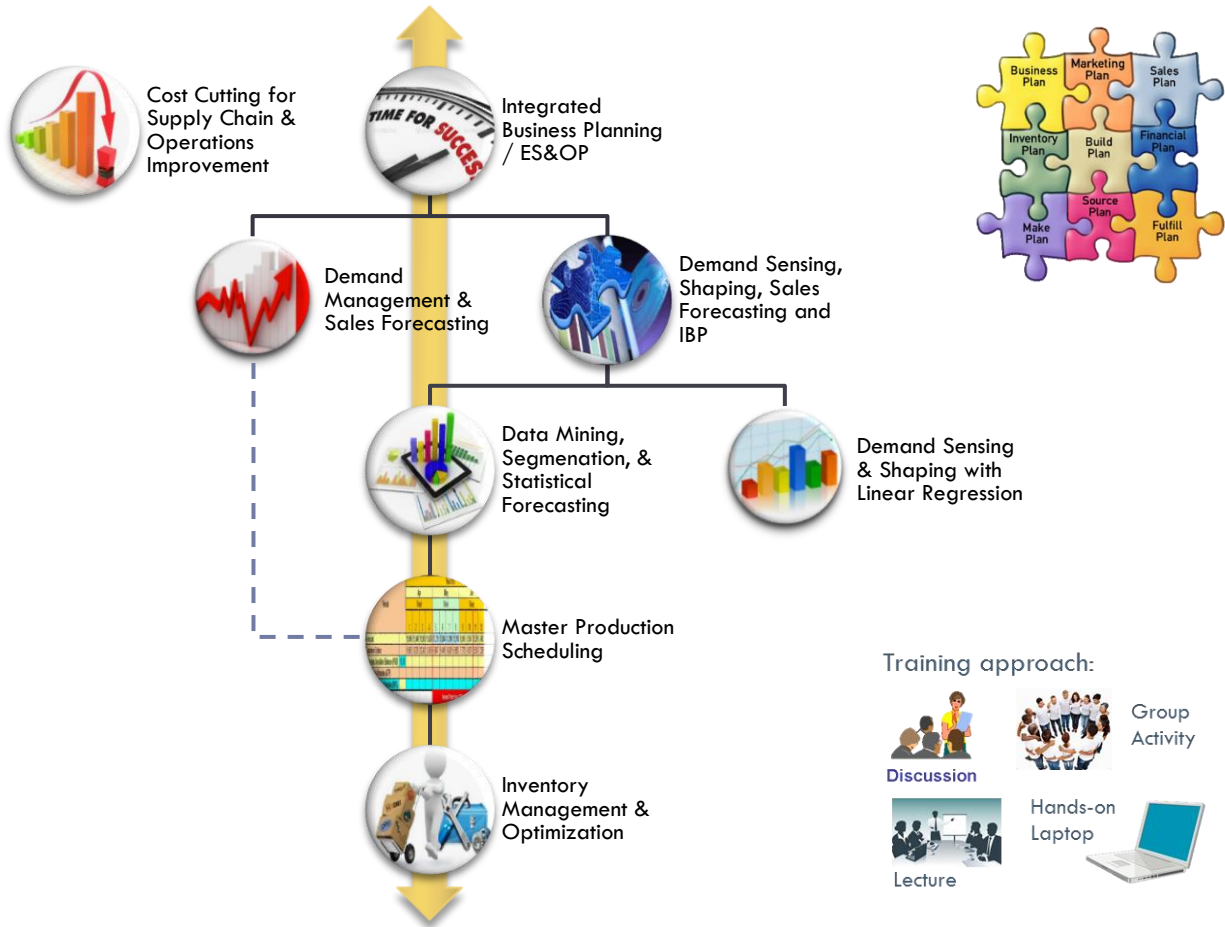 Cost Cutting for
Supply Chain &
Operations
Improvement
TIME FOR SUCCESS
Integrated
Business Planning
/ ES&OP
Business
Plan
Marketing
Plan
Sales
Plan
Inventory
Plan
Build
Plan
Financial
Plan
Make
Plan
Source
Plan
Fulfill
Plan
Demand
Management &
Sales Forecasting
Demand Sensing,
Shaping, Sales
Forecasting and
IBP
Data Mining,
Segmenation, &
Statistical
Forecasting
Demand Sensing
& Shaping with
Linear Regression
Master Production
Scheduling
Inventory
Management &
Optimization
Training approach:
Discussion
Group
Activity
Lecture
Hands-on
Laptop